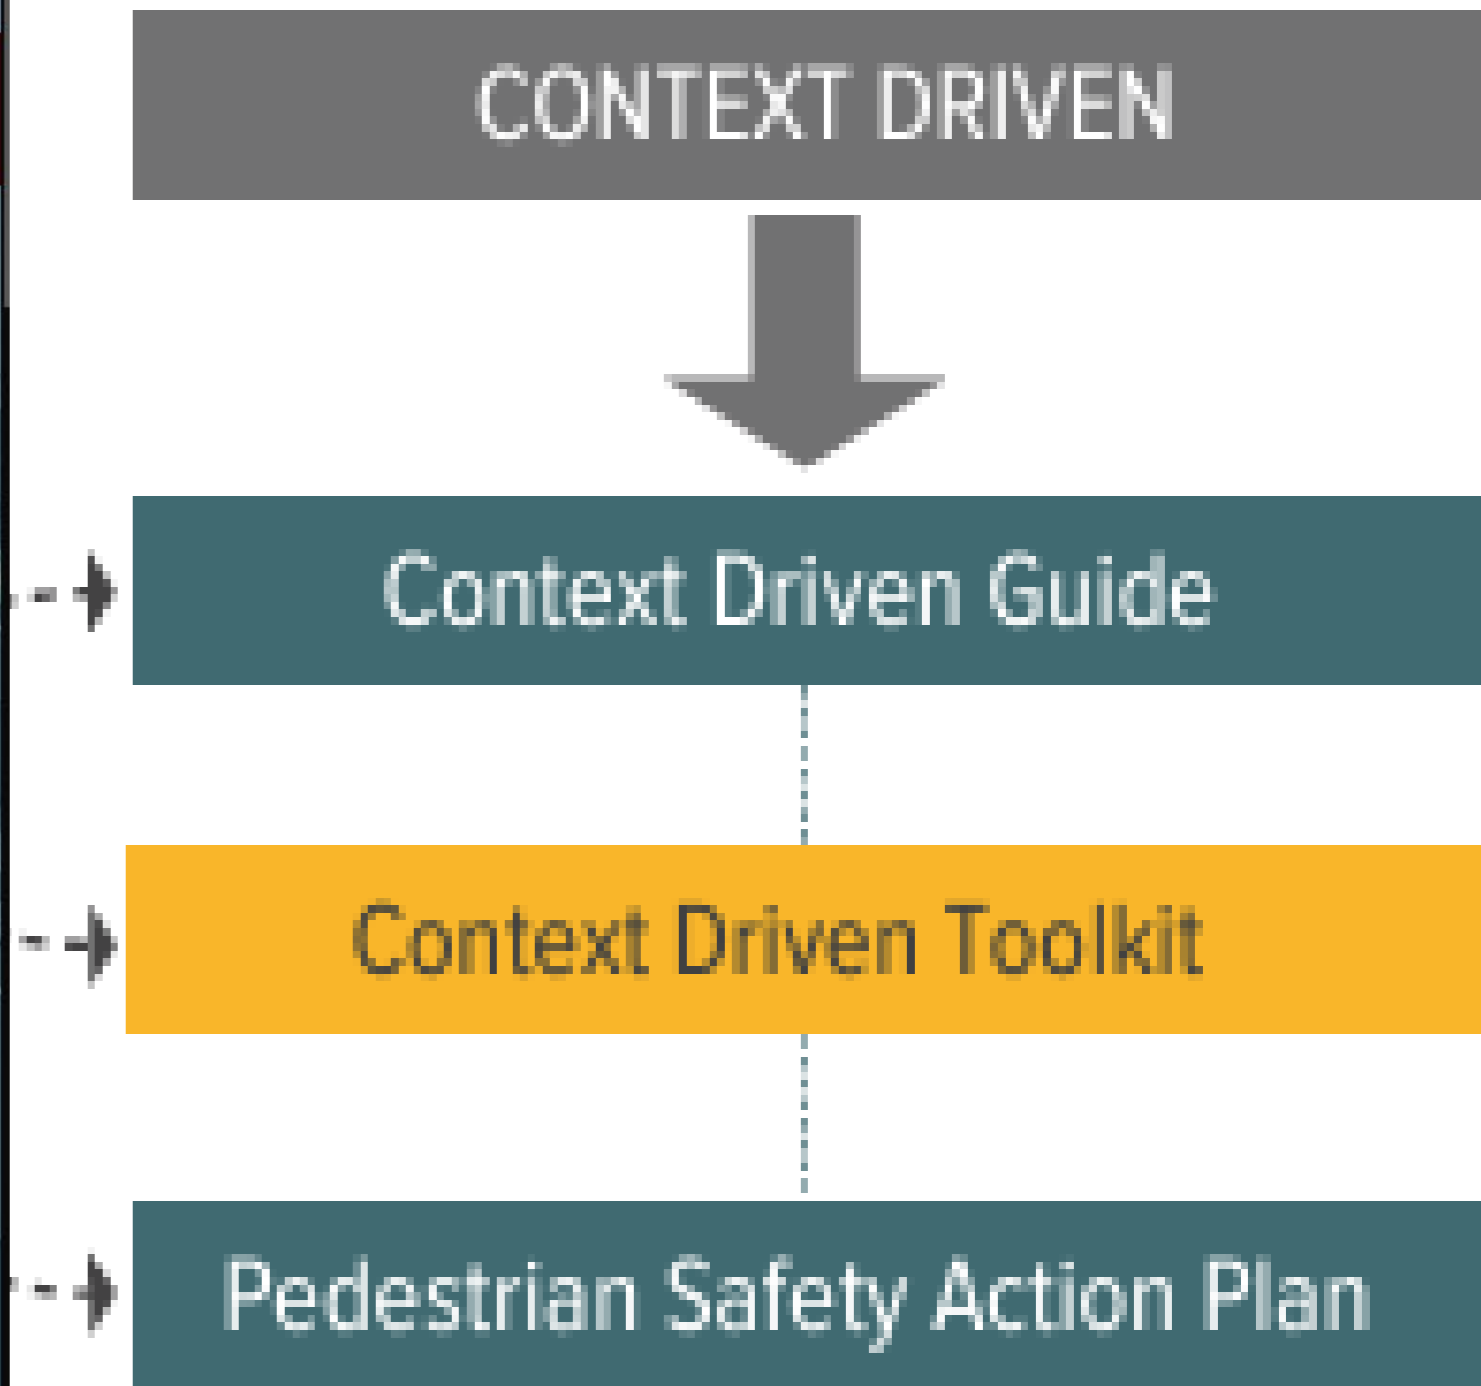 CONTEXT DRIVEN
Context Driven Guide
Context Driven Toolkit
Pedestrian Safety Action Plan